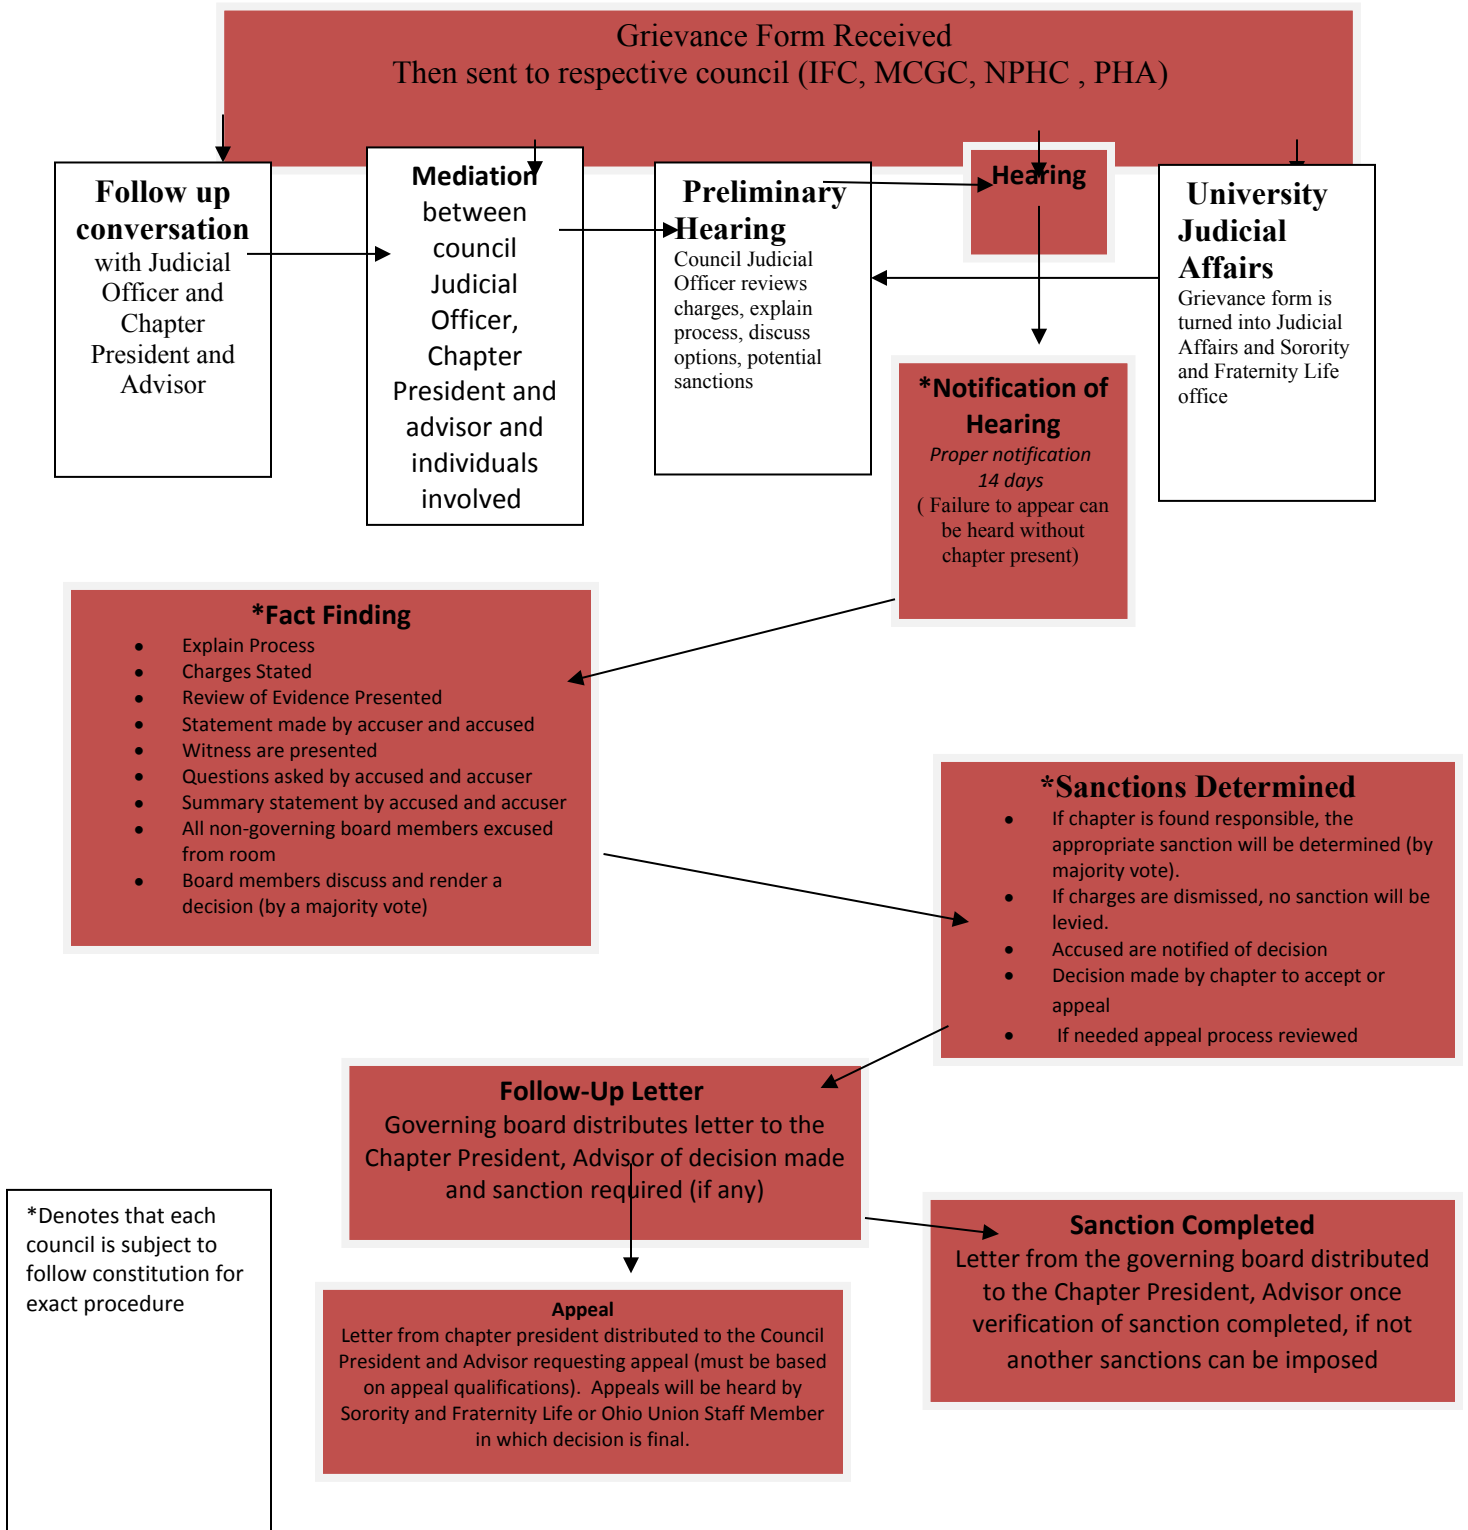 Grievance Form Received
Then sent to respective council (IFC, MCGC, NPHC , PHA)
Follow up
conversation
with Judicial
Officer and
Chapter
President and
Advisor
Mediation
between
council
Judicial
Officer,
Chapter
President and
advisor and
individuals
involved
Preliminary
Hearing
Council Judicial
Officer reviews
charges, explain
process, discuss
options, potential
sanctions
Hearing
University
Judicial
Affairs
Grievance form is
turned into Judicial
Affairs and Sorority
and Fraternity Life
office
*Notification of
Hearing
Proper notification
14 days
( Failure to appear can
be heard without
chapter present)
*Fact Finding
● Explain Process
● Charges Stated
● Review of Evidence Presented
● Statement made by accuser and accused
● Witness are presented
● Questions asked by accused and accuser
● Summary statement by accused and accuser
● All non-governing board members excused
from room
● Board members discuss and render a
decision (by a majority vote)
*Sanctions Determined
● If chapter is found responsible, the
appropriate sanction will be determined (by
majority vote).
● If charges are dismissed, no sanction will be
levied.
● Accused are notified of decision
● Decision made by chapter to accept or
appeal
● If needed appeal process reviewed
Follow-Up Letter
Governing board distributes letter to the
Chapter President, Advisor of decision made
and sanction required (if any)
*Denotes that each
council is subject to
follow constitution for
exact procedure
Sanction Completed
Letter from the governing board distributed
to the Chapter President, Advisor once
verification of sanction completed, if not
another sanctions can be imposed
Appeal
Letter from chapter president distributed to the Council
President and Advisor requesting appeal (must be based
on appeal qualifications).  Appeals will be heard by
Sorority and Fraternity Life or Ohio Union Staff Member
in which decision is final.